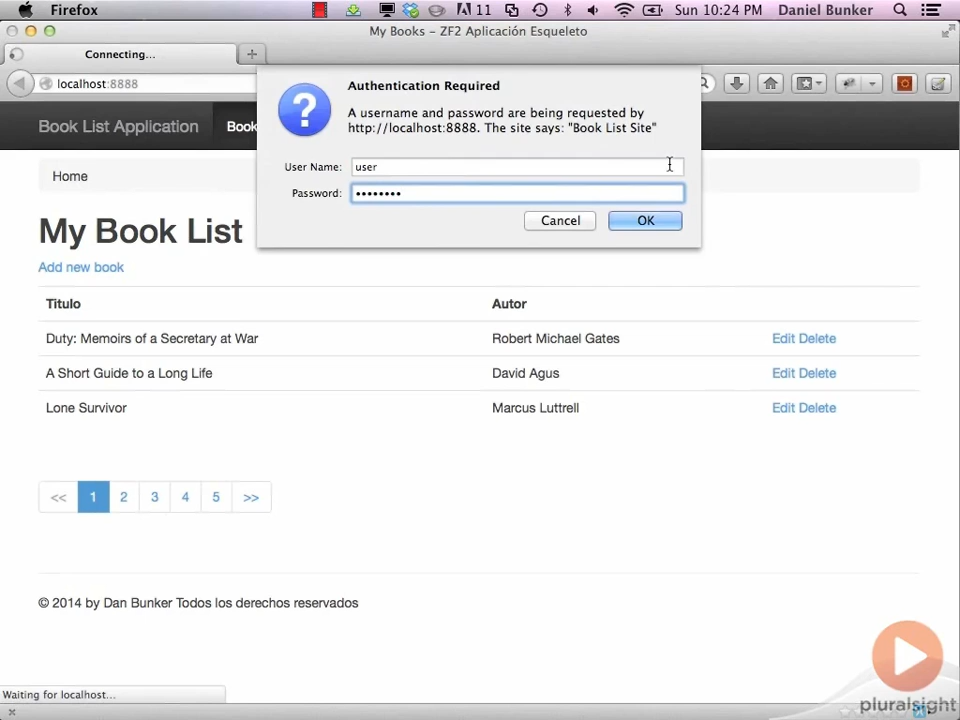 Firefox
11
Sun 10:24 PM Daniel Bunker
My Books – ZF2 Aplicación Esqueleto
Connecting...
localhost:8888
Authentication Required
A username and password are being requested by
http://localhost:8888. The site says: "Book List Site"
User Name: user
Password: ••••••••
Cancel OK
Book List Application Book
Home
My Book List
Add new book
Titulo Autor
Duty: Memoirs of a Secretary at War Robert Michael Gates Edit Delete
A Short Guide to a Long Life David Agus Edit Delete
Lone Survivor Marcus Luttrell Edit Delete
<< 1 2 3 4 5 >>
© 2014 by Dan Bunker Todos los derechos reservados
Waiting for localhost...
pluralsight